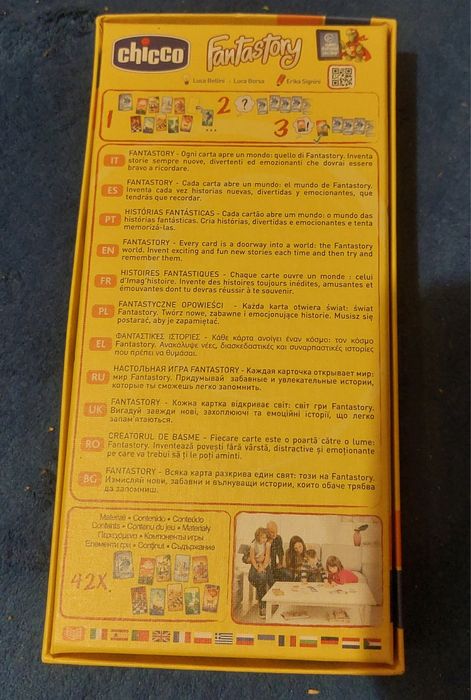 chicco
Fantastory
Luca Bellini Luca Borsa Erika Signini
1
2
?
3
...
IT FANTASTORY - Ogni carta apre un mondo: quello di Fantastory. Inventa
storie sempre nuove, divertenti ed emozionanti che dovrai essere
bravo a ricordare.
ES FANTASTORY - Cada carta abre un mundo: el mundo de Fantastory.
Inventa cada vez historias nuevas, divertidas y emocionantes, que
tendrás que recordar.
PT HISTÓRIAS FANTÁSTICAS - Cada cartão abre um mundo: o mundo das
histórias fantásticas. Cria histórias, divertidas e emocionantes e tenta
memorizá-las.
EN FANTASTORY - Every card is a doorway into a world: the Fantastory
world. Invent exciting and fun new stories each time and then try and
remember them.
FR HISTOIRES FANTASTIQUES - Chaque carte ouvre un monde : celui
d'Imag'histoire. Invente des histoires toujours inédites, amusantes et
émouvantes dont tu devras réussir à te souvenir.
PL FANTASTYCZNE OPOWIEŚCI - Każda karta otwiera świat: świat
Fantastory. Twórz nowe, zabawne i emocjonujące historie. Musisz się
postarać, aby je zapamiętać.
EL ΦΑΝΤΑΣΤΙΚΕΣ ΙΣΤΟΡΙΕΣ - Κάθε κάρτα ανοίγει έναν κόσμο: τον κόσμο
Fantastory. Ανακάλυψε νέες, διασκεδαστικές και συναρπαστικές ιστορίες
που πρέπει να θυμάσαι.
RU НАСТОЛЬНАЯ ИГРА FANTASTORY - Каждая карточка открывает мир:
мир Fantastory. Придумывай забавные и увлекательные истории,
которые ты сможешь легко запомнить.
UK FANTASTORY - Кожна картка відкриває світ: світ гри Fantastory.
Вигадуй завжди нові, захоплюючі та емоційні історії, що легко
запам'ятаються.
RO CREATORUL DE BASME - Fiecare carte este o poartă către o lume:
Fantastory. Inventează povești fără vârstă, distractive și emoționante
pe care va trebui să ți le poți aminti.
BG FANTASTORY - Всяка карта разкрива един свят: този на Fantastory.
Измисляй нови, забавни и вълнуващи истории, които обаче трябва
да запомниш.
Materiale • Contenido • Conteúdo
Contents • Contenu du jeu • Materiały
Περιεχόμενα • Компоненты игры
Елементи гри • Conținut • Съдържание
42X